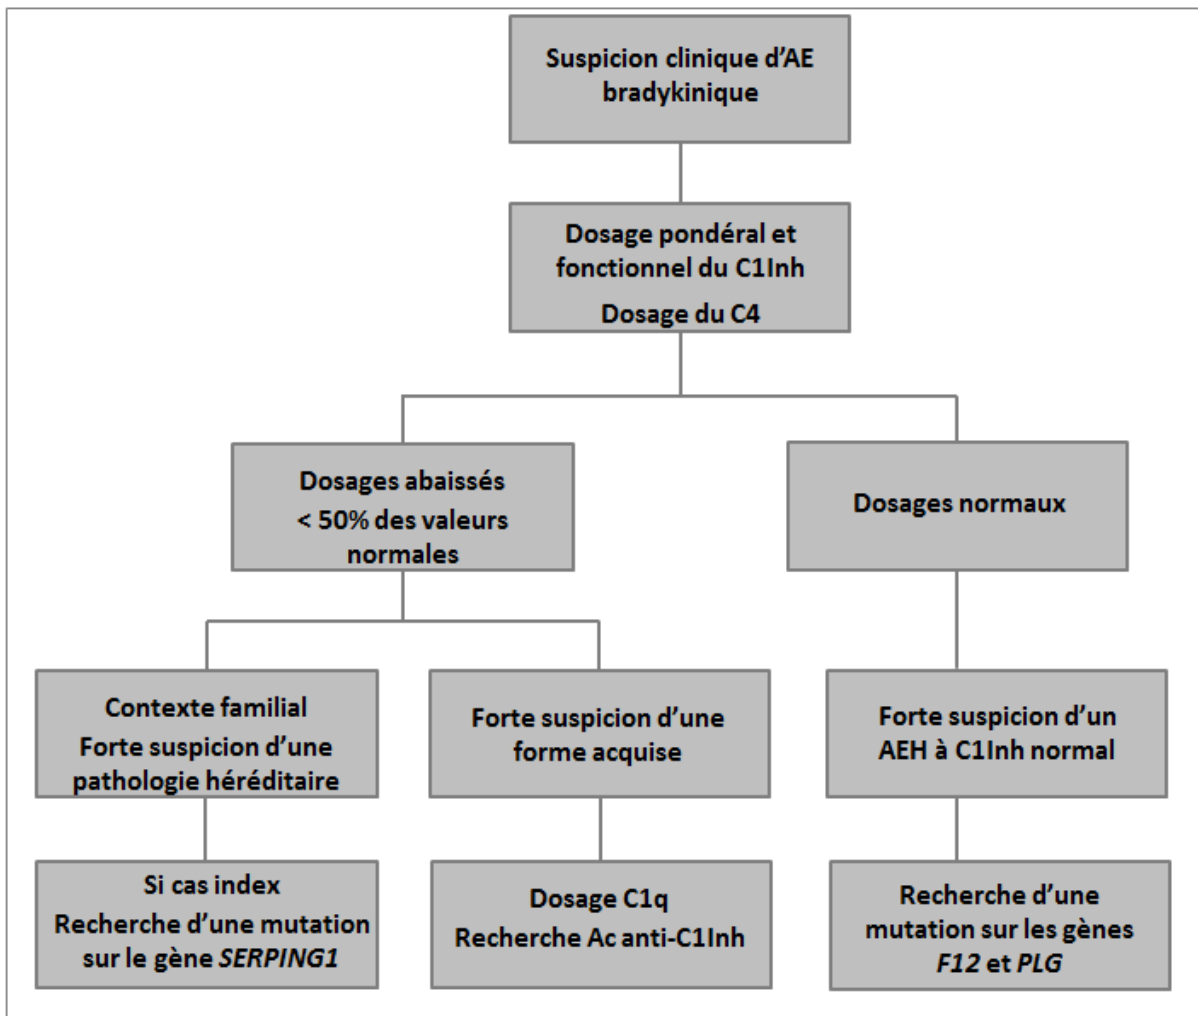 Suspicion clinique d'AE
bradykinique
Dosage pondéral et
fonctionnel du C1Inh
Dosage du C4
Dosages abaissés
< 50% des valeurs
normales
Dosages normaux
Contexte familial
Forte suspicion d'une
pathologie héréditaire
Forte suspicion d'une
forme acquise
Forte suspicion d'un
AEH à C1Inh normal
Si cas index
Recherche d'une mutation
sur le gène SERPING1
Dosage C1q
Recherche Ac anti-C1Inh
Recherche d'une
mutation sur les gènes
F12 et PLG